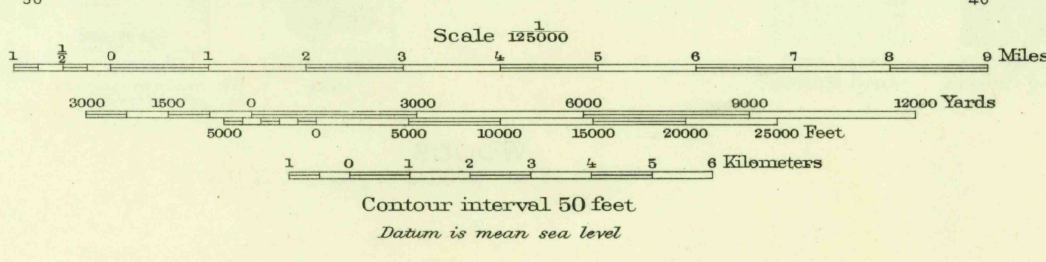 Scale 1/125000
1 ½ 0 1 2 3 4 5 6 7 8 9 Miles
3000 1500 0 3000 6000 9000 12000 Yards
5000 0 5000 10000 15000 20000 25000 Feet
1 0 1 2 3 4 5 6 Kilometers
Contour interval 50 feet
Datum is mean sea level